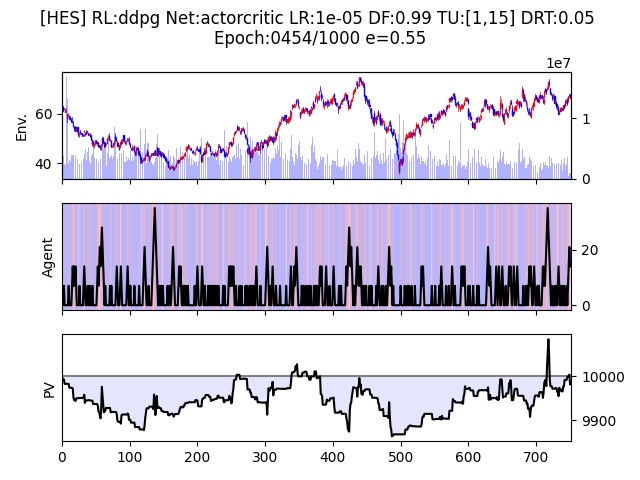 [HES] RL:ddpg Net:actorcritic LR:1e-05 DF:0.99 TU:[1,15] DRT:0.05
Epoch:0454/1000 e=0.55
1e7
Env.
60
40
1
0
Agent
20
0
PV
10000
9900
0 100 200 300 400 500 600 700